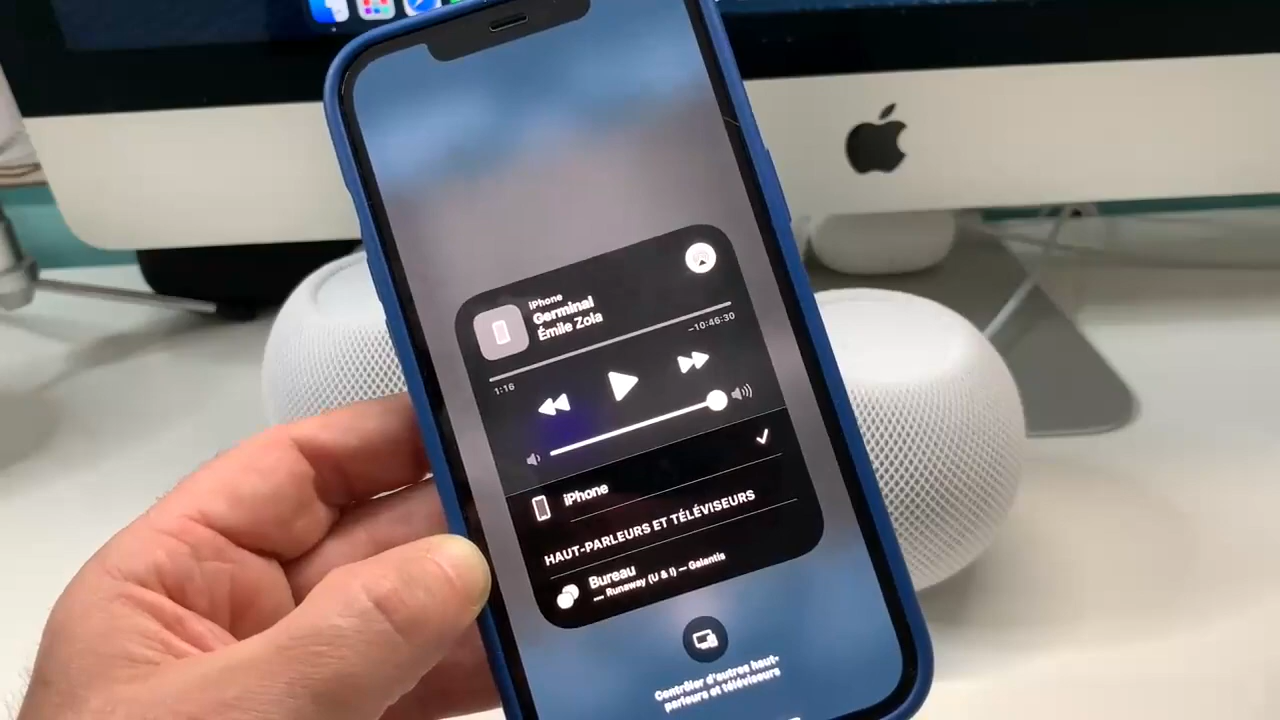 iPhone
Germinal
Émile Zola
1:16
-10:46:30
iPhone
HAUT-PARLEURS ET TÉLÉVISEURS
Bureau
Runaway (U & I) — Galantis
Contrôler d'autres haut-
parleurs et téléviseurs